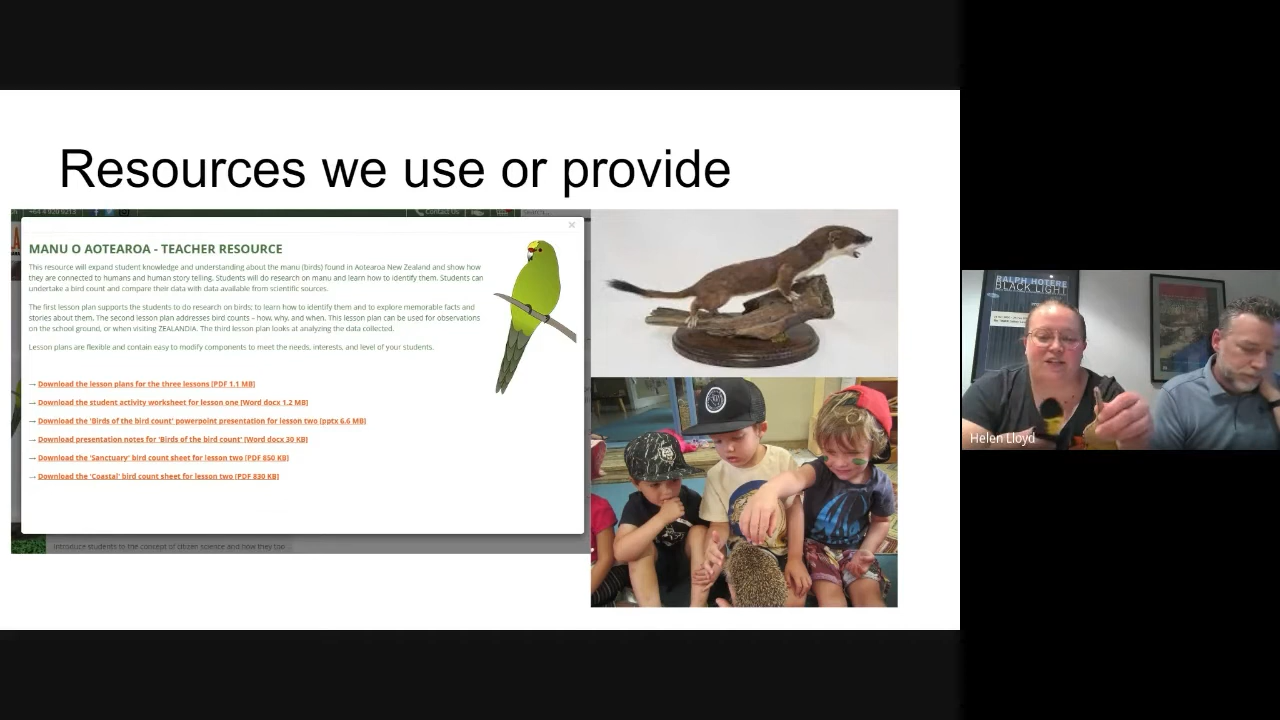 Resources we use or provide
+64 4 920 9213
Contact Us
Search...
MANU O AOTEAROA - TEACHER RESOURCE
This resource will expand student knowledge and understanding about the manu (birds) found in Aotearoa New Zealand and show how
they are connected to humans and human story telling. Students will do research on manu and learn how to identify them. Students can
undertake a bird count and compare their data with data available from scientific sources.
The first lesson plan supports the students to do research on birds; to learn how to identify them and to explore memorable facts and
stories about them. The second lesson plan addresses bird counts – how, why, and when. This lesson plan can be used for observations
on the school ground, or when visiting ZEALANDIA. The third lesson plan looks at analyzing the data collected.
Lesson plans are flexible and contain easy to modify components to meet the needs, interests, and level of your students.
→ Download the lesson plans for the three lessons [PDF 1.1 MB]
→ Download the student activity worksheet for lesson one [Word docx 1.2 MB]
→ Download the 'Birds of the bird count' powerpoint presentation for lesson two [pptx 6.6 MB]
→ Download presentation notes for 'Birds of the bird count' [Word docx 30 KB]
→ Download the 'Sanctuary' bird count sheet for lesson two [PDF 850 KB]
→ Download the 'Coastal' bird count sheet for lesson two [PDF 830 KB]
Introduce students to the concept of citizen science and how they too ...
RALPH HOTERE
BLACK LIGHT
Helen Lloyd